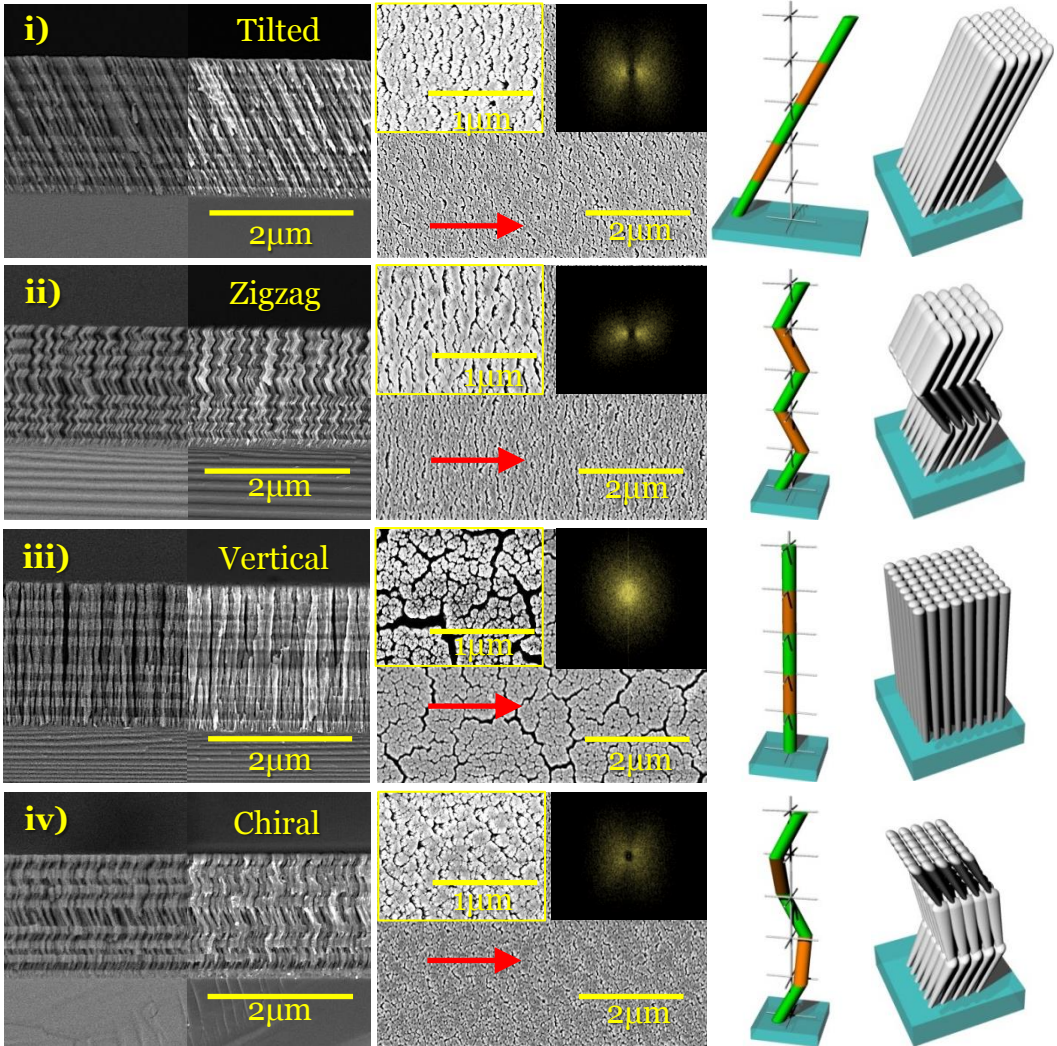 i)
Tilted
2µm
1µm
2µm
ii)
Zigzag
2µm
1µm
2µm
iii)
Vertical
2µm
1µm
2µm
iv)
Chiral
2µm
1µm
2µm